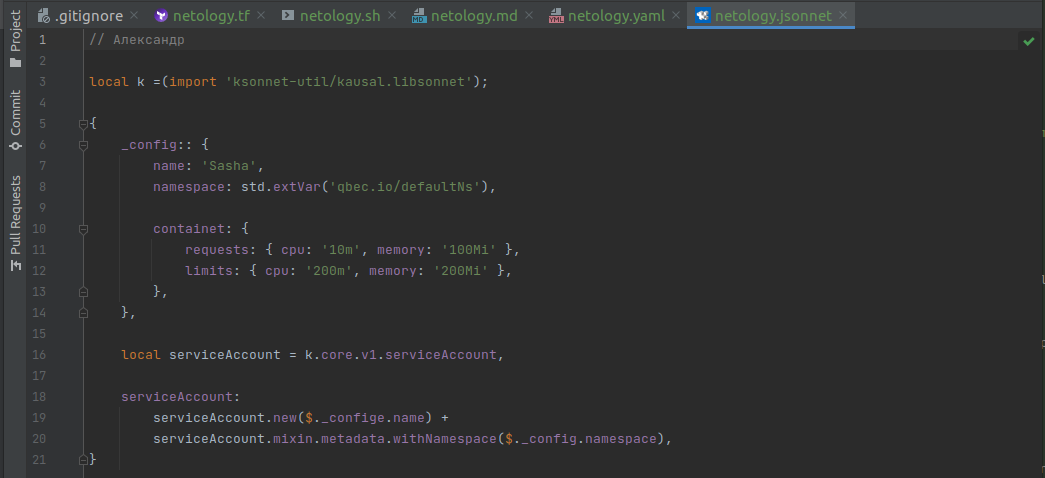 .gitignore netology.tf netology.sh netology.md netology.yaml netology.jsonnet
Project
Commit
Pull Requests
1 // Александр
2
3 local k =(import 'ksonnet-util/kausal.libsonnet');
4
5 {
6 _config:: {
7 name: 'Sasha',
8 namespace: std.extVar('qbec.io/defaultNs'),
9
10 containet: {
11 requests: { cpu: '10m', memory: '100Mi' },
12 limits: { cpu: '200m', memory: '200Mi' },
13 },
14 },
15
16 local serviceAccount = k.core.v1.serviceAccount,
17
18 serviceAccount:
19 serviceAccount.new($._confige.name) +
20 serviceAccount.mixin.metadata.withNamespace($._config.namespace),
21 }